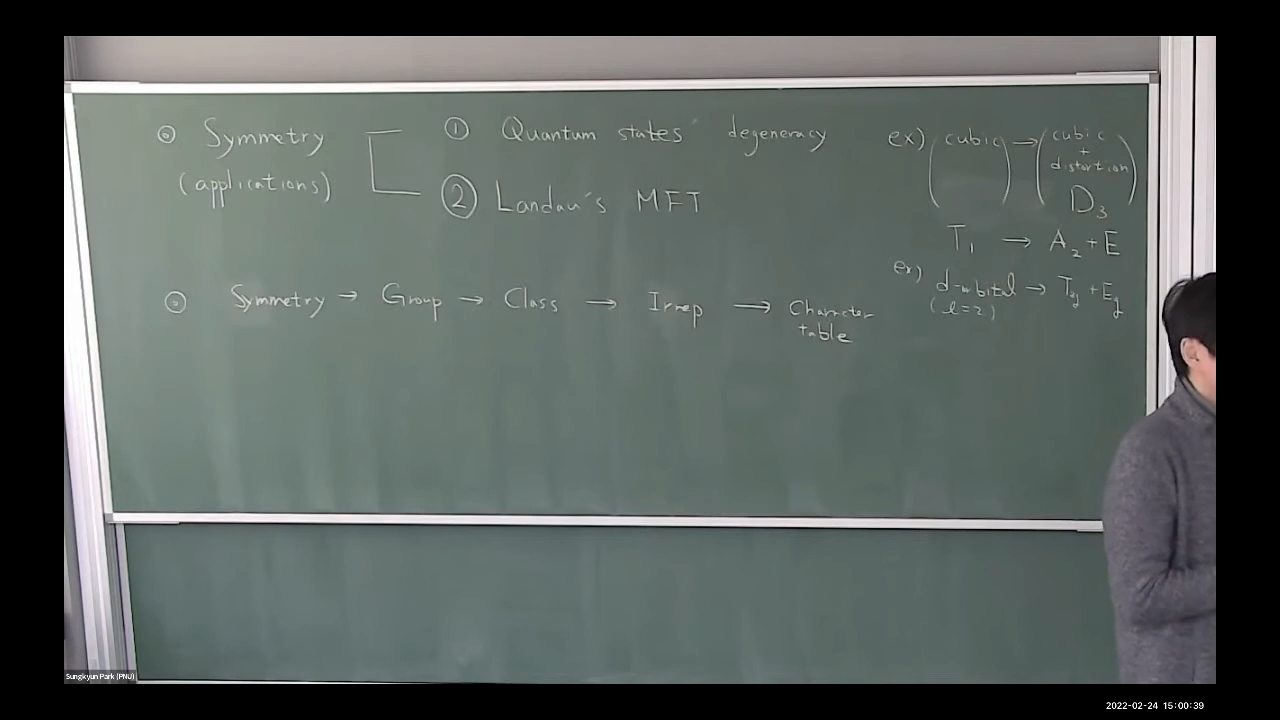 ⊙ Symmetry
(applications)
① Quantum states' degeneracy
② Landau's MFT
ex) (cubic) → (cubic
+
distortion)
D₃
T₁ → A₂ + E
ex) d-orbital → T₂g + Eg
(l=2)
⊙ Symmetry → Group → Class → Irrep → Character
table
Sungkyun Park (PNU)
2022-02-24 15:00:39